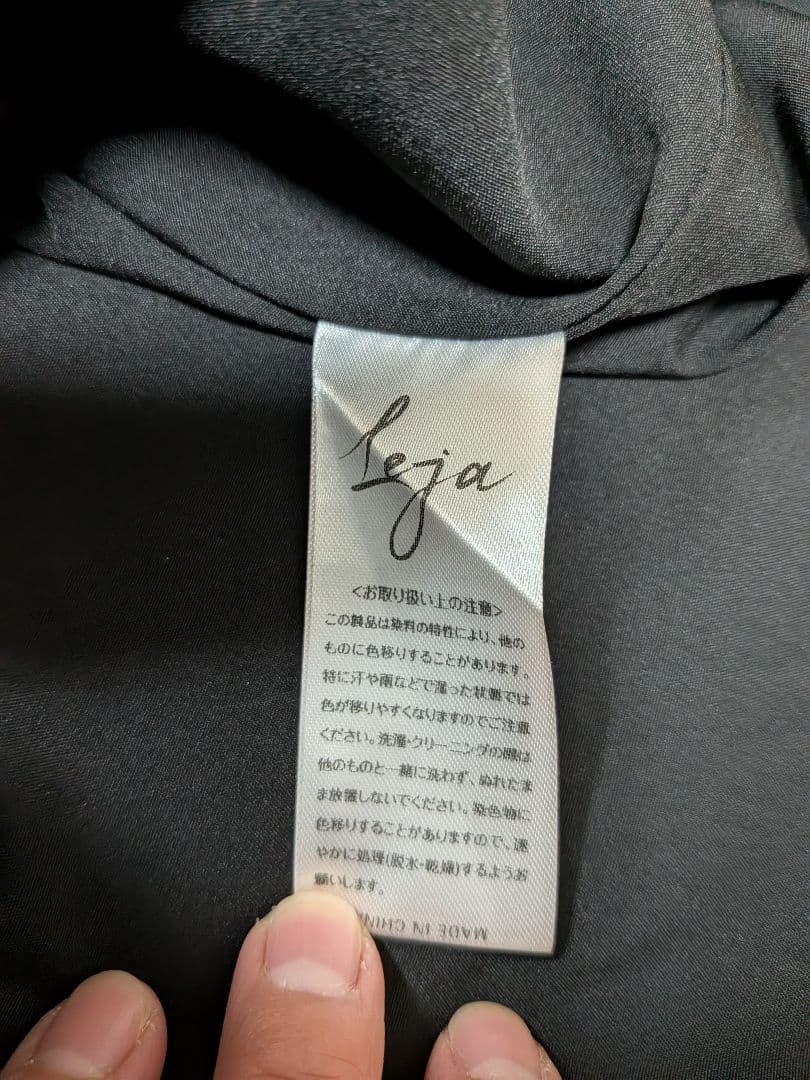 Leja
<お取り扱い上の注意>
この製品は染料の特性により、他の
ものに色移りすることがあります。
特に汗や雨などで湿った状態では
色が移りやすくなりますのでご注意
ください。洗濯・クリーニングの際は
他のものと一緒に洗わず、ぬれたま
ま放置しないでください。染色物に
色移りすることがありますので、速
やかに処理(脱水・乾燥)するようお
願いします。
MADE IN CHIN